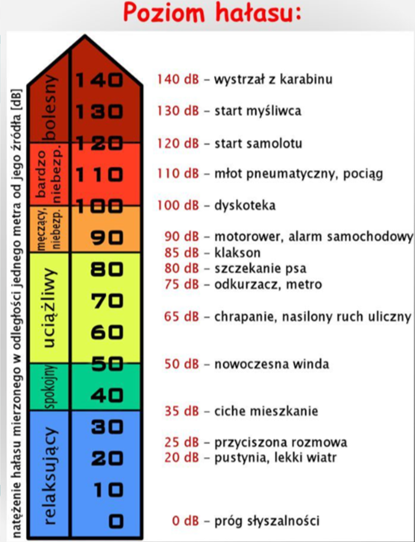 Poziom hałasu:
natężenie hałasu mierzonego w odległości jednego metra od jego źródła [dB]
bolesny
bardzo
niebezp.
męczący,
niebezp.
uciążliwy
spokojny
relaksujący
140
130
120
110
100
90
80
70
60
50
40
30
20
10
0
140 dB – wystrzał z karabinu
130 dB – start myśliwca
120 dB – start samolotu
110 dB – młot pneumatyczny, pociąg
100 dB – dyskoteka
90 dB – motorower, alarm samochodowy
85 dB – klakson
80 dB – szczekanie psa
75 dB – odkurzacz, metro
65 dB – chrapanie, nasilony ruch uliczny
50 dB – nowoczesna winda
35 dB – ciche mieszkanie
25 dB – przyciszona rozmowa
20 dB – pustynia, lekki wiatr
0 dB – próg słyszalności